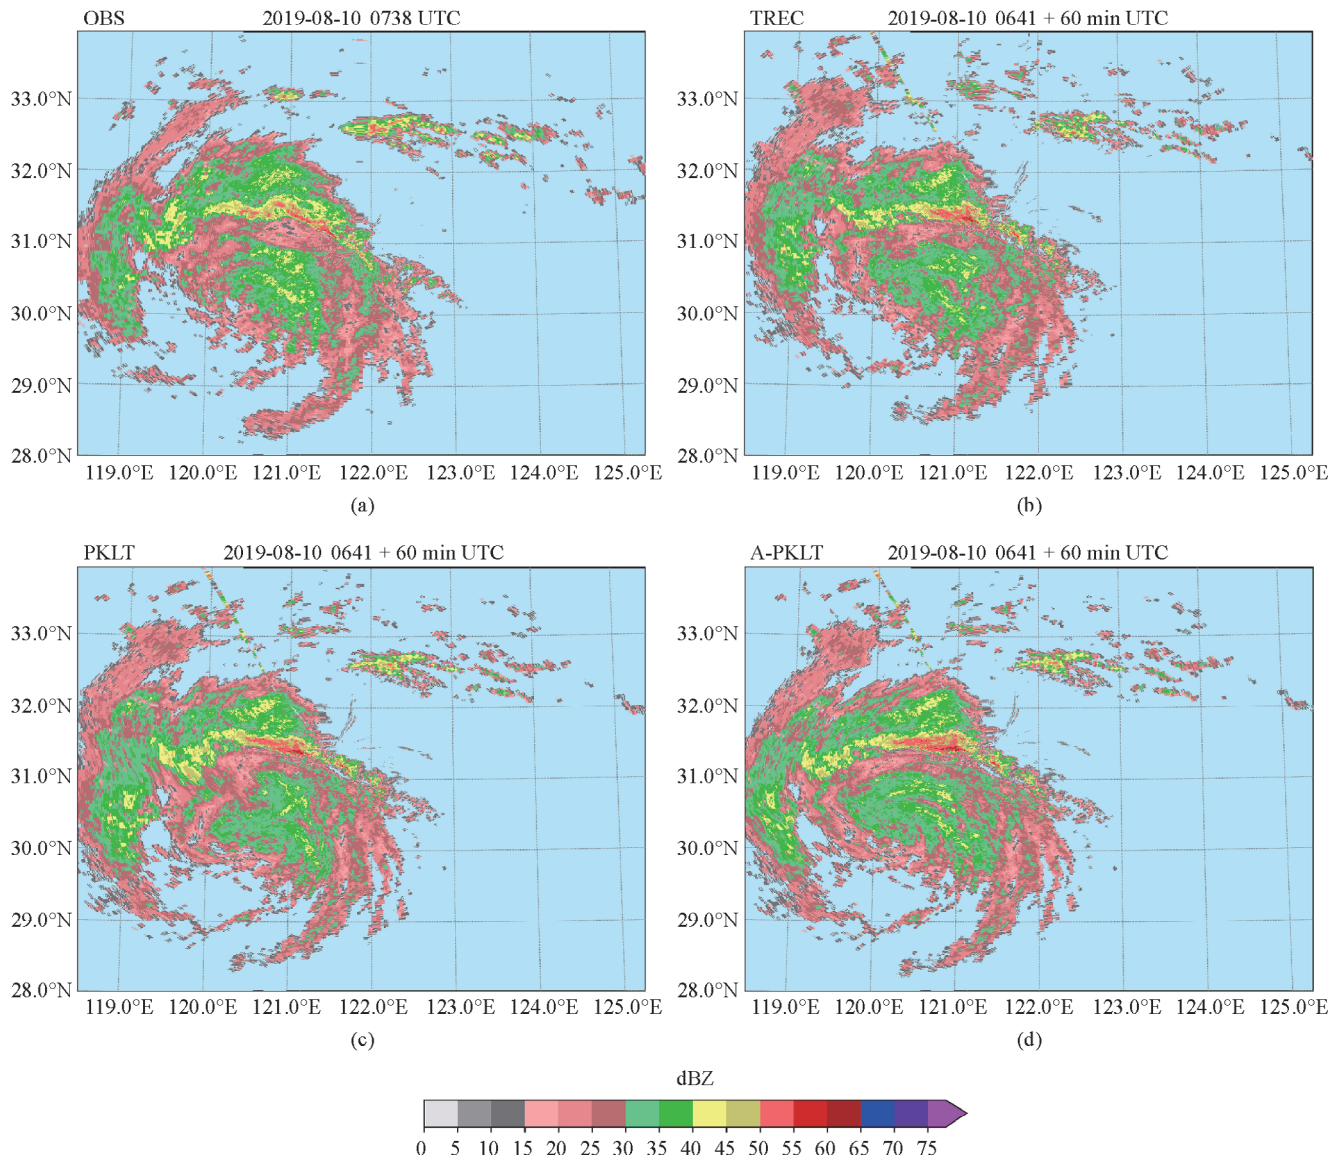 OBS 2019-08-10 0738 UTC
TREC 2019-08-10 0641 + 60 min UTC
33.0°N
32.0°N
31.0°N
30.0°N
29.0°N
28.0°N
119.0°E 120.0°E 121.0°E 122.0°E 123.0°E 124.0°E 125.0°E
(a)
33.0°N
32.0°N
31.0°N
30.0°N
29.0°N
28.0°N
119.0°E 120.0°E 121.0°E 122.0°E 123.0°E 124.0°E 125.0°E
(b)
PKLT 2019-08-10 0641 + 60 min UTC
A-PKLT 2019-08-10 0641 + 60 min UTC
33.0°N
32.0°N
31.0°N
30.0°N
29.0°N
28.0°N
119.0°E 120.0°E 121.0°E 122.0°E 123.0°E 124.0°E 125.0°E
(c)
33.0°N
32.0°N
31.0°N
30.0°N
29.0°N
28.0°N
119.0°E 120.0°E 121.0°E 122.0°E 123.0°E 124.0°E 125.0°E
(d)
dBZ
0 5 10 15 20 25 30 35 40 45 50 55 60 65 70 75